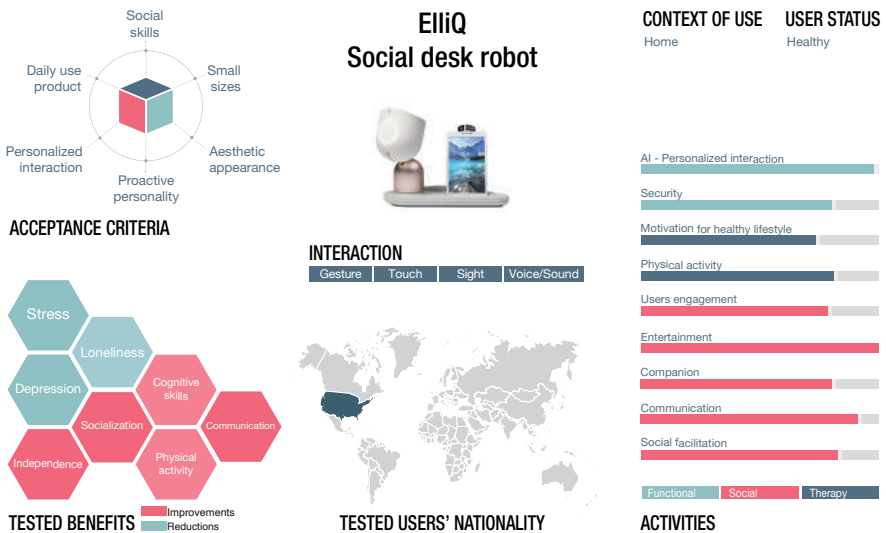 ElliQ
Social desk robot
CONTEXT OF USE
Home
USER STATUS
Healthy
Social
skills
Daily use
product
Small
sizes
Personalized
interaction
Aesthetic
appearance
Proactive
personality
ACCEPTANCE CRITERIA
INTERACTION
Gesture
Touch
Sight
Voice/Sound
AI - Personalized interaction
Security
Motivation for healthy lifestyle
Physical activity
Users engagement
Entertainment
Companion
Communication
Social facilitation
Functional
Social
Therapy
ACTIVITIES
Stress
Loneliness
Depression
Cognitive
skills
Socialization
Communication
Independence
Physical
activity
TESTED BENEFITS
Improvements
Reductions
TESTED USERS' NATIONALITY